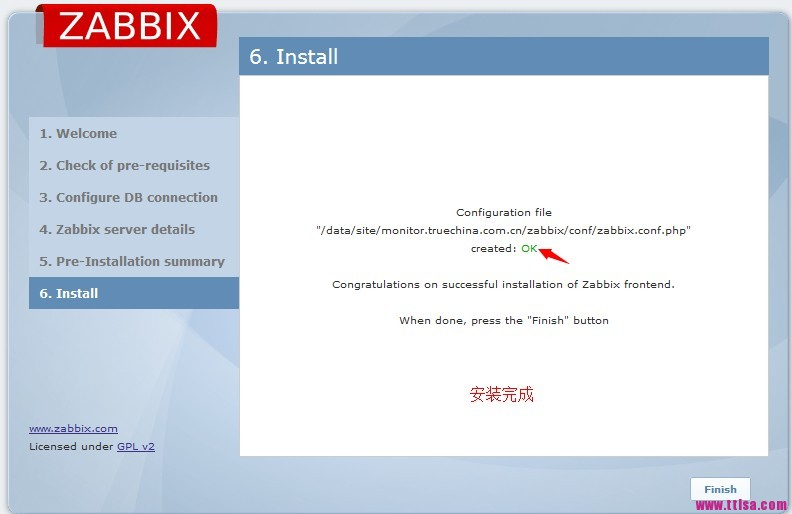 ZABBIX
6. Install
1. Welcome
2. Check of pre-requisites
3. Configure DB connection
4. Zabbix server details
5. Pre-Installation summary
6. Install
Configuration file
"/data/site/monitor.truechina.com.cn/zabbix/conf/zabbix.conf.php"
created: OK
Congratulations on successful installation of Zabbix frontend.
When done, press the "Finish" button
安装完成
www.zabbix.com
Licensed under GPL v2
Finish
www.ttlsa.com